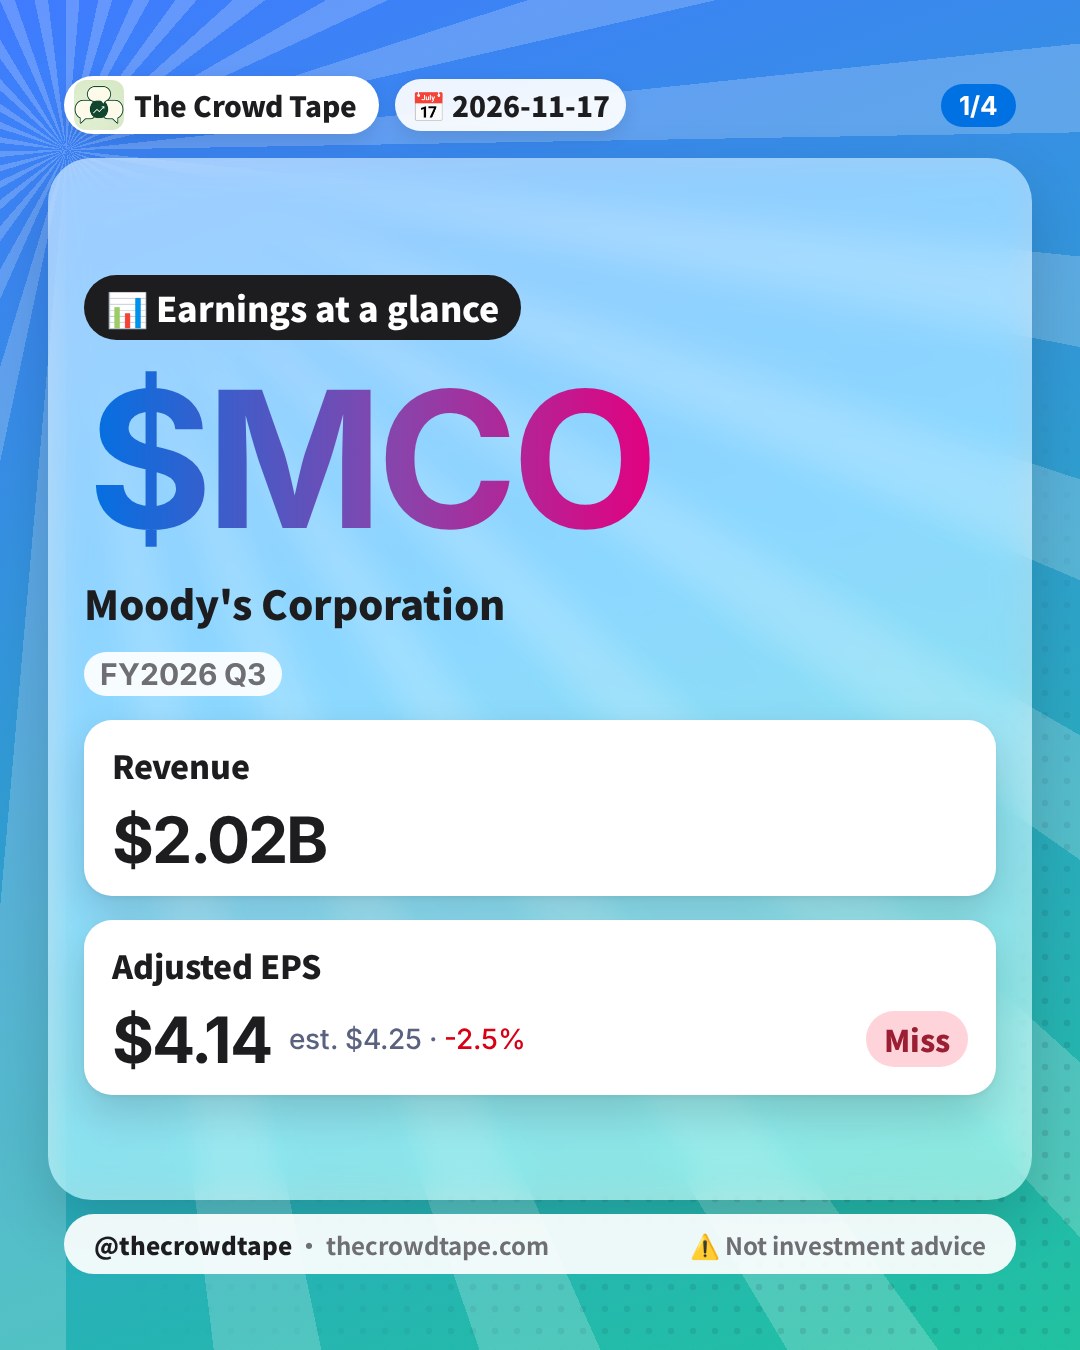 The Crowd Tape
📅 2026-11-17
1/4
📊 Earnings at a glance
$MCO
Moody's Corporation
FY2026 Q3
Revenue
$2.02B
Adjusted EPS
$4.14 est. $4.25 · -2.5%
Miss
@thecrowdtape • thecrowdtape.com
⚠️ Not investment advice